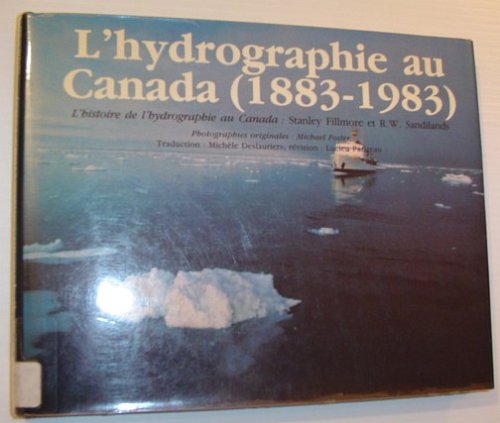 L'hydrographie au
Canada (1883-1983)
L'histoire de l'hydrographie au Canada : Stanley Fillmore et R.W. Sandilands
Photographies originales : Michael Foster
Traduction : Michèle Deslauriers, révision : Lucien